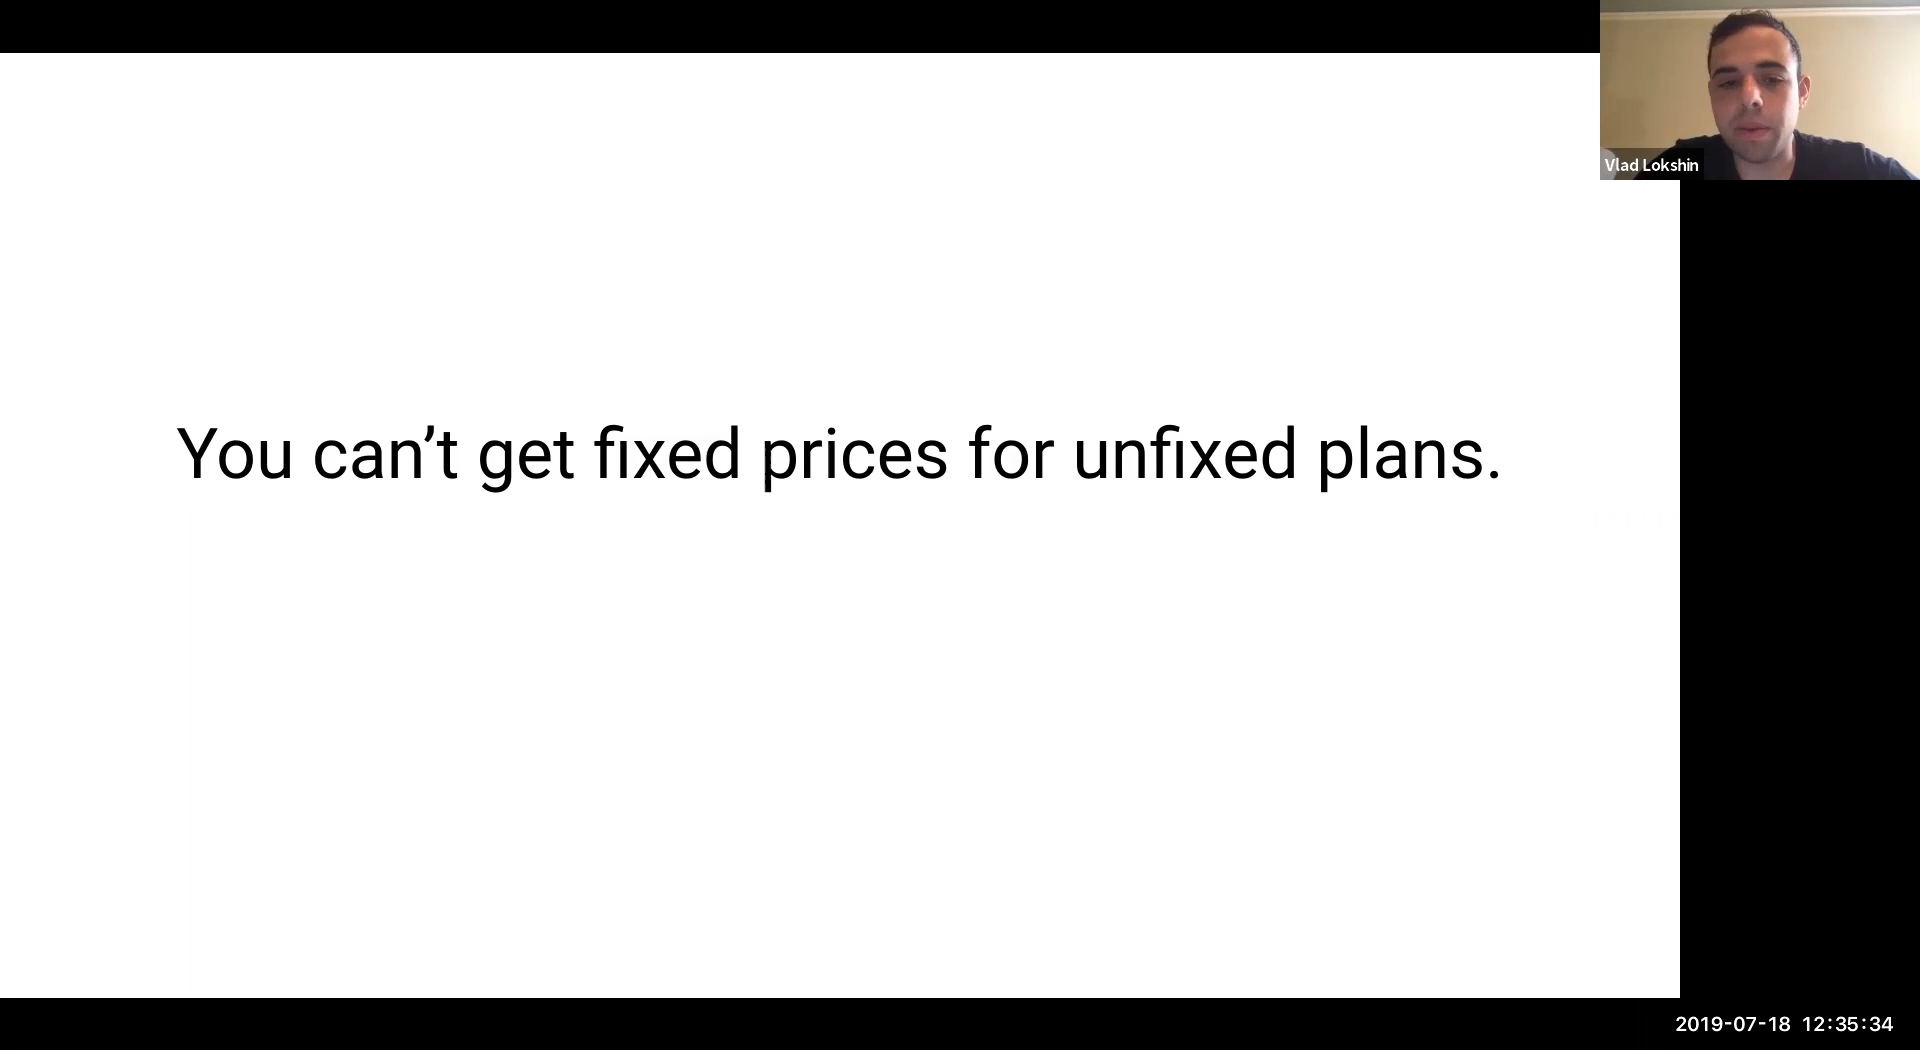 Vlad Lokshin
You can’t get fixed prices for unfixed plans.
2019-07-18 12:35:34